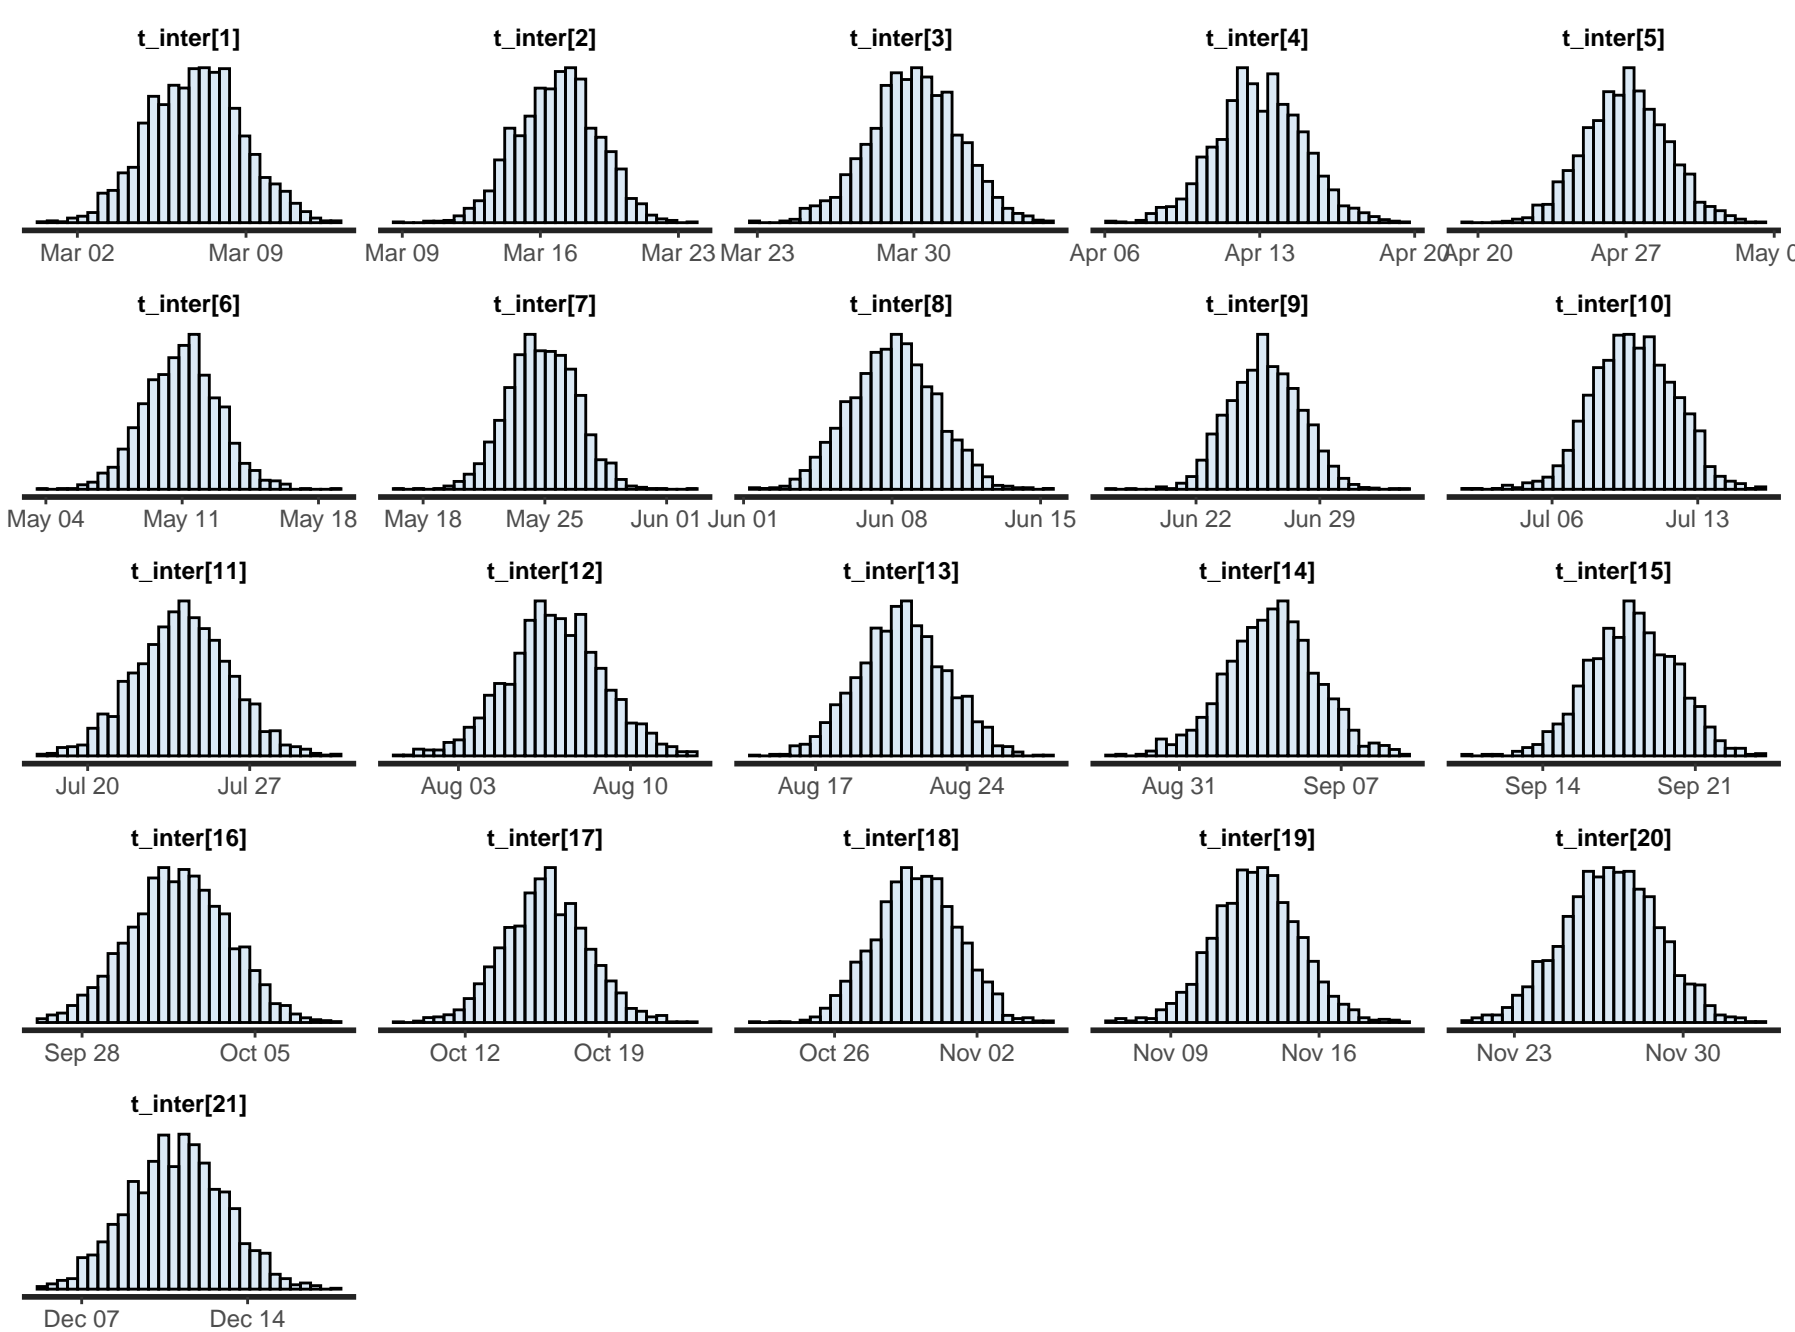 t_inter[1] t_inter[2] t_inter[3] t_inter[4] t_inter[5]
Mar 02 Mar 09 Mar 09 Mar 16 Mar 23 Mar 23 Mar 30 Apr 06 Apr 13 Apr 20 Apr 20 Apr 27 May 0
t_inter[6] t_inter[7] t_inter[8] t_inter[9] t_inter[10]
May 04 May 11 May 18 May 18 May 25 Jun 01 Jun 01 Jun 08 Jun 15 Jun 22 Jun 29 Jul 06 Jul 13
t_inter[11] t_inter[12] t_inter[13] t_inter[14] t_inter[15]
Jul 20 Jul 27 Aug 03 Aug 10 Aug 17 Aug 24 Aug 31 Sep 07 Sep 14 Sep 21
t_inter[16] t_inter[17] t_inter[18] t_inter[19] t_inter[20]
Sep 28 Oct 05 Oct 12 Oct 19 Oct 26 Nov 02 Nov 09 Nov 16 Nov 23 Nov 30
t_inter[21]
Dec 07 Dec 14